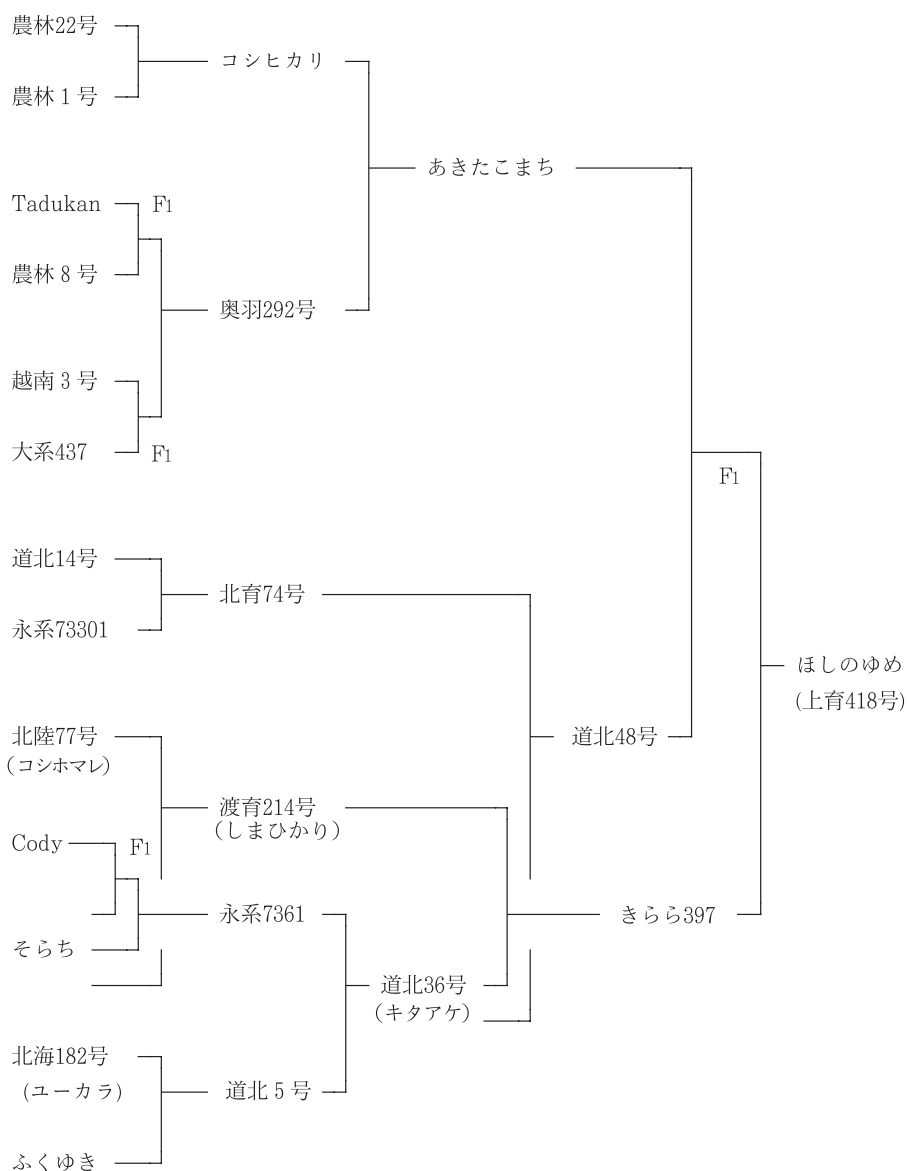 農林22号
コシヒカリ
農林1号
あきたこまち
Tadukan F1
農林8号
奥羽292号
越南3号
大系437 F1
F1
道北14号
北育74号
永系73301
ほしのゆめ
(上育418号)
北陸77号
(コシホマレ)
道北48号
渡育214号
(しまひかり)
Cody F1
永系7361
きらら397
そらち
道北36号
(キタアケ)
北海182号
(ユーカラ)
道北5号
ふくゆき